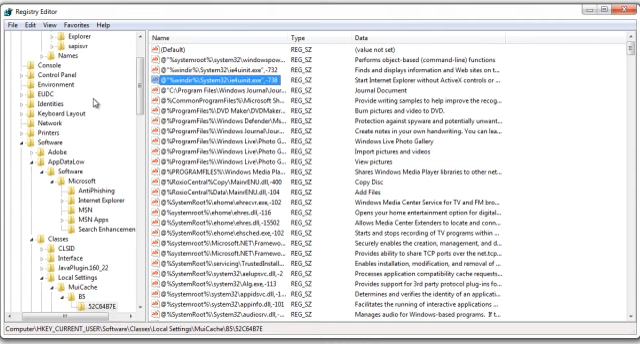 Registry Editor
File Edit View Favorites Help
Explorer
sapisvr
Names
Console
Control Panel
Environment
EUDC
Identities
Keyboard Layout
Network
Printers
Software
Adobe
AppDataLow
Software
Microsoft
AntiPhishing
Internet Explorer
MSN
MSN Apps
Search Enhancemen
Classes
CLSID
Interface
JavaPlugin.160_22
Local Settings
MuiCache
B5
52C64B7E
Name Type Data
(Default) REG_SZ (value not set)
@"%systemroot%\system32\windowspow... REG_SZ Performs object-based (command-line) functions
@"%windir%\System32\ie4uinit.exe",-732 REG_SZ Finds and displays information and Web sites on t...
@"%windir%\System32\ie4uinit.exe",-738 REG_SZ Start Internet Explorer without ActiveX controls or ...
@"C:\Program Files\Windows Journal\Jour... REG_SZ Journal Document
@%CommonProgramFiles%\Microsoft Sh... REG_SZ Provide writing samples to help improve the recog...
@%ProgramFiles%\DVD Maker\DVDMaker... REG_SZ Burn pictures and video to DVD.
@%ProgramFiles%\Windows Defender\Ms... REG_SZ Protection against spyware and potentially unwant...
@%ProgramFiles%\Windows Journal\Jour... REG_SZ Create notes in your own handwriting. You can lea...
@%ProgramFiles%\Windows Live\Photo G... REG_SZ Windows Live Photo Gallery
@%ProgramFiles%\Windows Live\Photo G... REG_SZ Import pictures and videos
@%ProgramFiles%\Windows Live\Photo G... REG_SZ View pictures
@%PROGRAMFILES%\Windows Media Pla... REG_SZ Shares Windows Media Player libraries to other net...
@%RoxioCentral%\Copy\MainrENU.dll,-400 REG_SZ Copy Disc
@%RoxioCentral%\Data\MainrENU.dll,-104 REG_SZ Add Files
@%SystemRoot%\ehome\ehrecvr.exe,-102 REG_SZ Windows Media Center Service for TV and FM bro...
@%SystemRoot%\ehome\ehres.dll,-116 REG_SZ Opens your home entertainment option for digital...
@%SystemRoot%\ehome\ehres.dll,-15502 REG_SZ Allows Media Center Extenders to locate and conn...
@%SystemRoot%\ehome\ehsched.exe,-102 REG_SZ Starts and stops recording of TV programs within ...
@%SystemRoot%\Microsoft.NET\Framewo... REG_SZ Securely enables the creation, management, and d...
@%SystemRoot%\Microsoft.NET\Framewo... REG_SZ Provides ability to share TCP ports over the net.tcp...
@%SystemRoot%\servicing\TrustedInstall... REG_SZ Enables installation, modification, and removal of ...
@%SystemRoot%\system32\aelupsvc.dll,-2 REG_SZ Processes application compatibility cache requests...
@%SystemRoot%\system32\Alg.exe,-113 REG_SZ Provides support for 3rd party protocol plug-ins fo...
@%systemroot%\system32\appidsvc.dll,-1... REG_SZ Determines and verifies the identity of an applicati...
@%systemroot%\system32\appinfo.dll,-101 REG_SZ Facilitates the running of interactive applications ...
@%SystemRoot%\System32\audiosrv.dll,-... REG_SZ Manages audio for Windows-based programs. If t...
Computer\HKEY_CURRENT_USER\Software\Classes\Local Settings\MuiCache\B5\52C64B7E